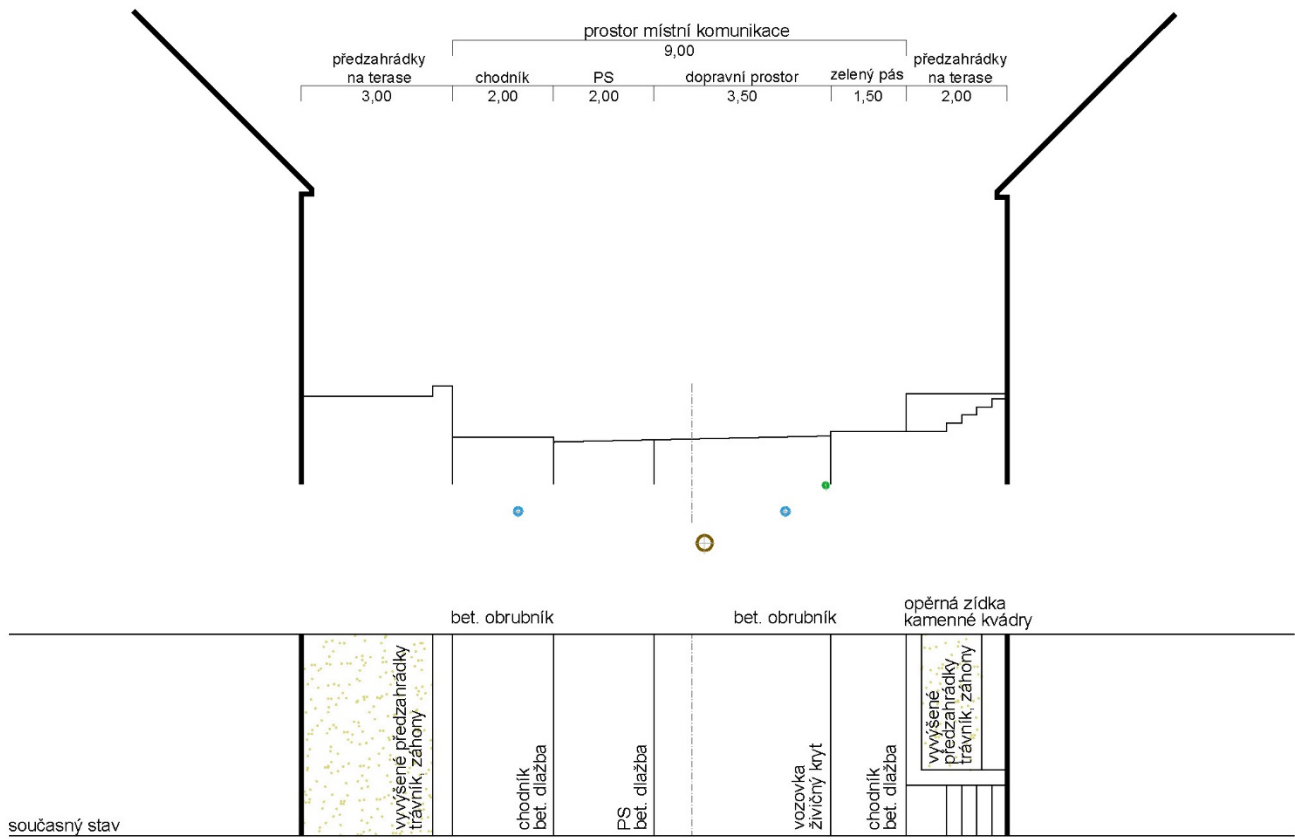 prostor místní komunikace
9,00
předzahrádky
na terase
3,00
chodník
2,00
PS
2,00
dopravní prostor
3,50
zelený pás
1,50
předzahrádky
na terase
2,00
bet. obrubník
bet. obrubník
opěrná zídka
kamenné kvádry
vyvýšené předzahrádky
trávník, záhony
chodník
bet. dlažba
PS
bet. dlažba
vozovka
živičný kryt
chodník
bet. dlažba
vyvýšené
předzahrádky
trávník, záhony
současný stav